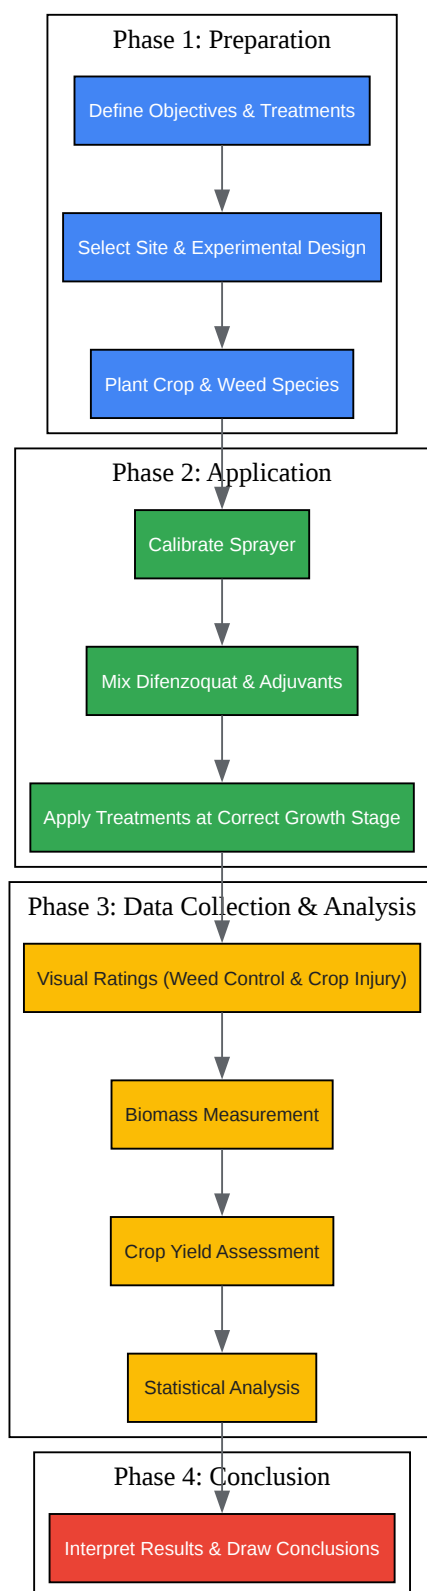 Phase 1: Preparation
Define Objectives & Treatments
Select Site & Experimental Design
Plant Crop & Weed Species
Phase 2: Application
Calibrate Sprayer
Mix Difenzoquat & Adjuvants
Apply Treatments at Correct Growth Stage
Phase 3: Data Collection & Analysis
Visual Ratings (Weed Control & Crop Injury)
Biomass Measurement
Crop Yield Assessment
Statistical Analysis
Phase 4: Conclusion
Interpret Results & Draw Conclusions